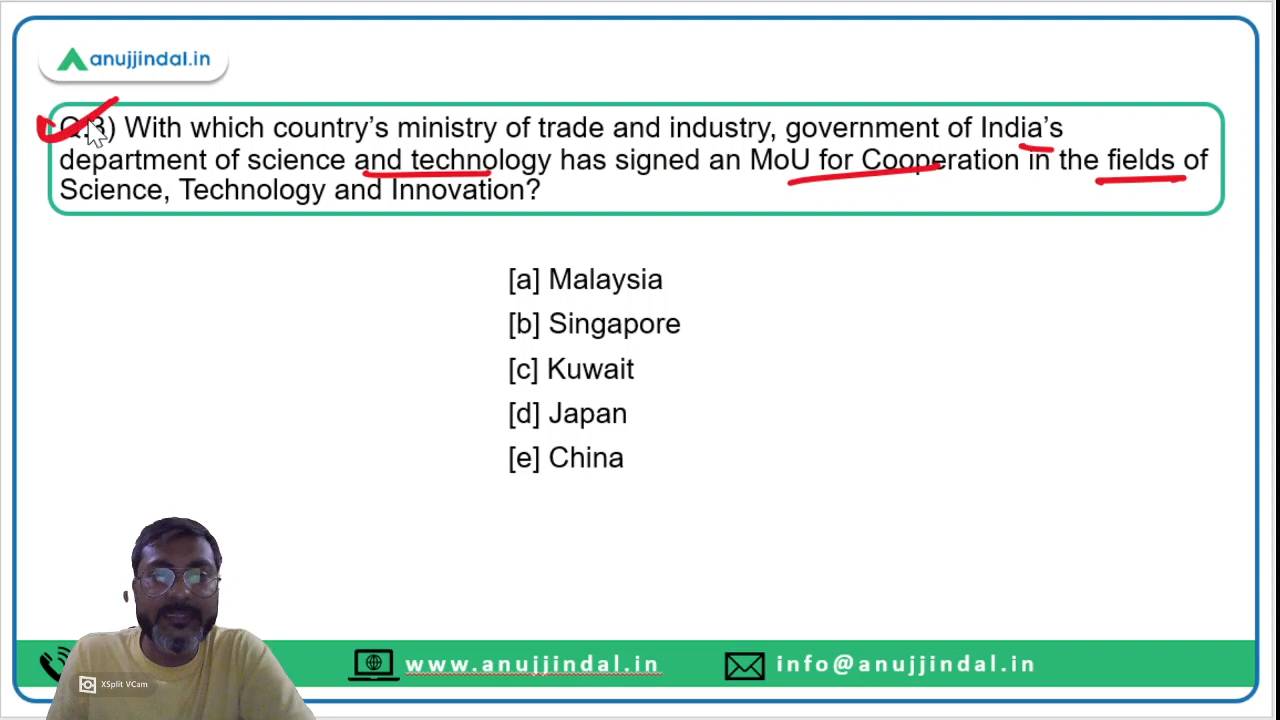 anujjindal.in
Q.3) With which country’s ministry of trade and industry, government of India’s
department of science and technology has signed an MoU for Cooperation in the fields of
Science, Technology and Innovation?
[a] Malaysia
[b] Singapore
[c] Kuwait
[d] Japan
[e] China
www.anujjindal.in
info@anujjindal.in
XSplit VCam